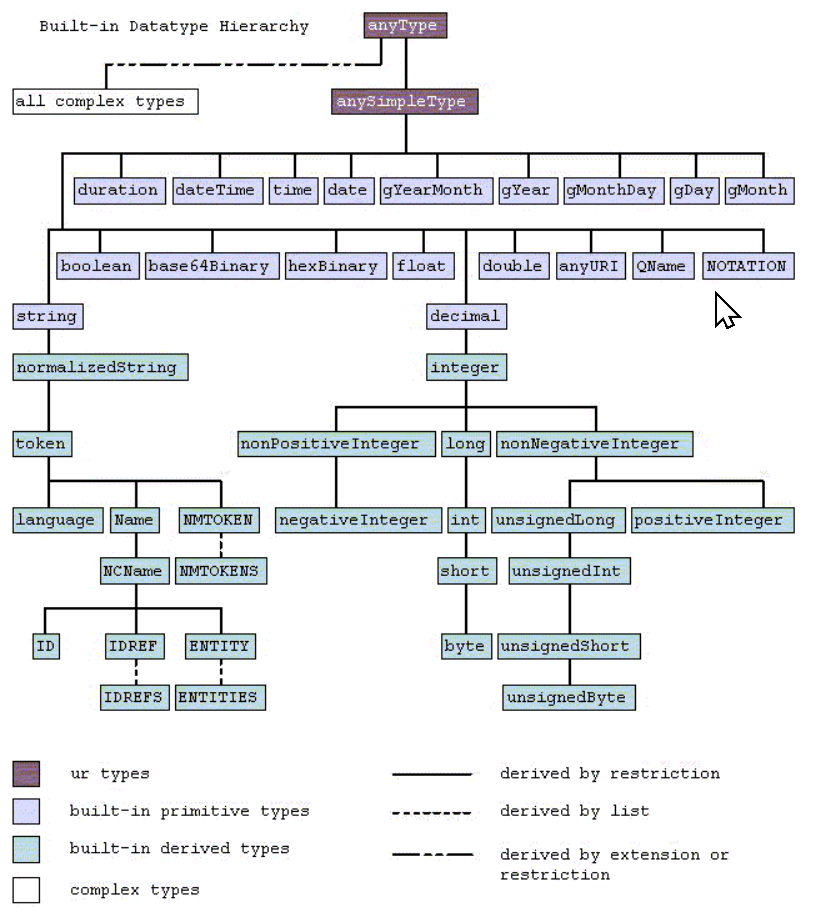 Built-in Datatype Hierarchy
anyType
all complex types
anySimpleType
duration
dateTime
time
date
gYearMonth
gYear
gMonthDay
gDay
gMonth
boolean
base64Binary
hexBinary
float
double
anyURI
QName
NOTATION
string
decimal
normalizedString
integer
token
nonPositiveInteger
long
nonNegativeInteger
language
Name
NMTOKEN
negativeInteger
int
unsignedLong
positiveInteger
NCName
NMTOKENS
short
unsignedInt
ID
IDREF
ENTITY
byte
unsignedShort
IDREFS
ENTITIES
unsignedByte
ur types
derived by restriction
built-in primitive types
derived by list
built-in derived types
derived by extension or
restriction
complex types